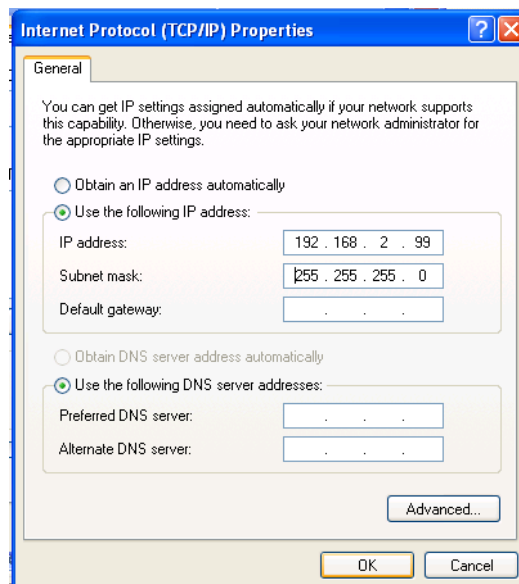 Internet Protocol (TCP/IP) Properties
General
You can get IP settings assigned automatically if your network supports
this capability. Otherwise, you need to ask your network administrator for
the appropriate IP settings.
Obtain an IP address automatically
Use the following IP address:
IP address: 192 . 168 . 2 . 99
Subnet mask: 255 . 255 . 255 . 0
Default gateway: . . .
Obtain DNS server address automatically
Use the following DNS server addresses:
Preferred DNS server: . . .
Alternate DNS server: . . .
Advanced...
OK Cancel